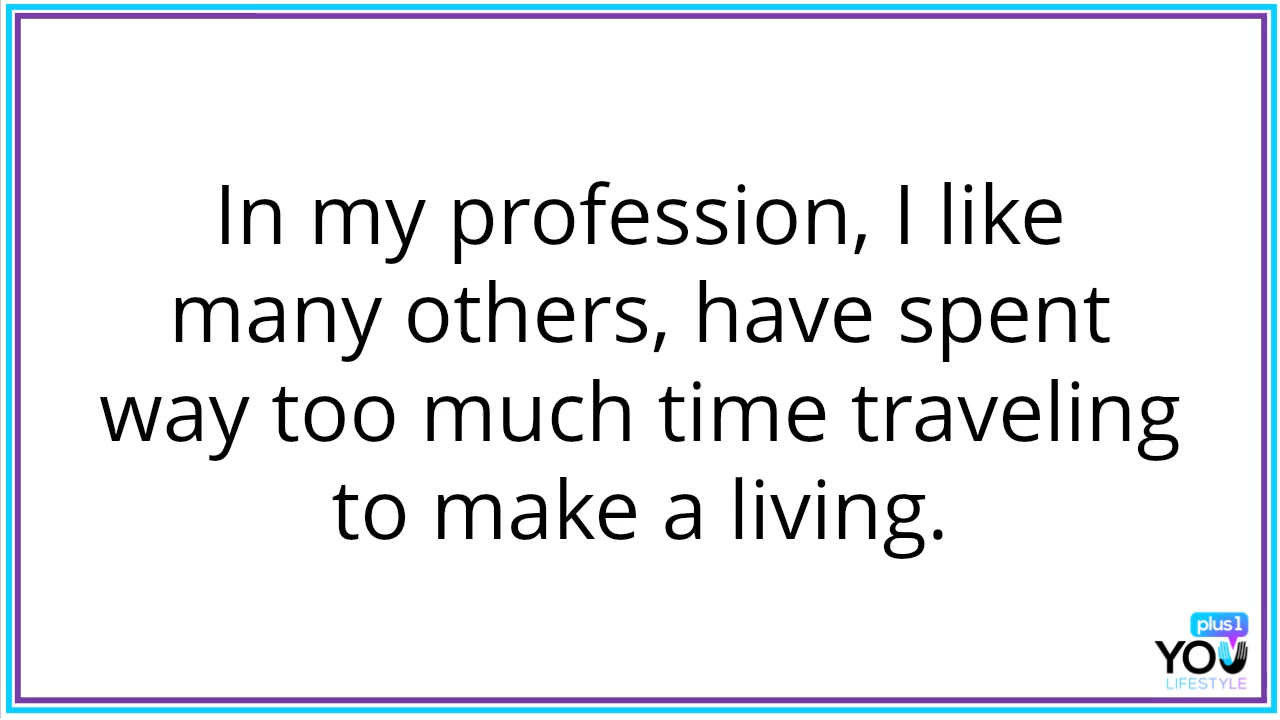 In my profession, I like
many others, have spent
way too much time traveling
to make a living.
plus1
YOU
LIFESTYLE